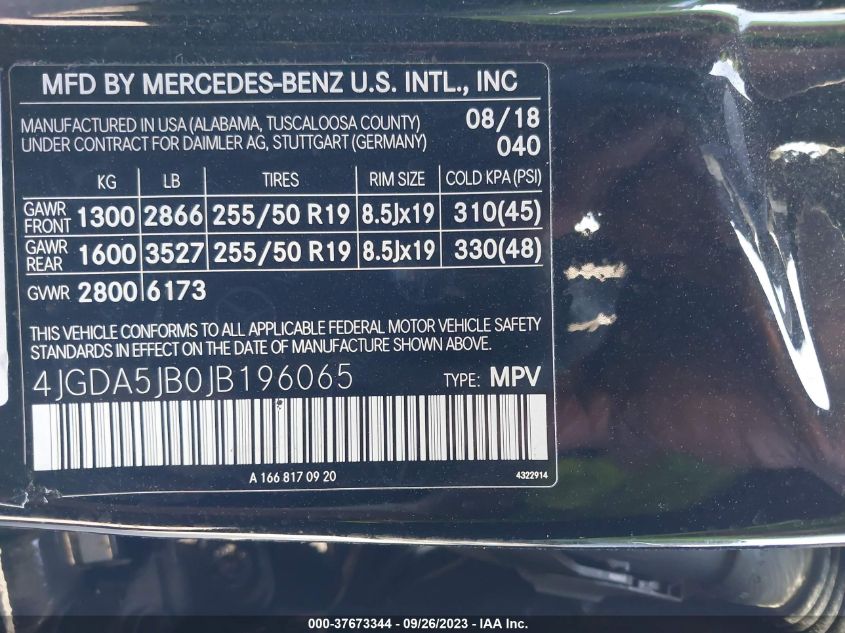 MFD BY MERCEDES-BENZ U.S. INTL., INC
MANUFACTURED IN USA (ALABAMA, TUSCALOOSA COUNTY) 08/18
UNDER CONTRACT FOR DAIMLER AG, STUTTGART (GERMANY) 040
KG LB TIRES RIM SIZE COLD KPA (PSI)
GAWR FRONT 1300 2866 255/50 R19 8.5Jx19 310(45)
GAWR REAR 1600 3527 255/50 R19 8.5Jx19 330(48)
GVWR 2800 6173
THIS VEHICLE CONFORMS TO ALL APPLICABLE FEDERAL MOTOR VEHICLE SAFETY
STANDARDS IN EFFECT ON THE DATE OF MANUFACTURE SHOWN ABOVE.
4JGDA5JB0JB196065 TYPE: MPV
A 166 817 09 20 4322914
000-37673344 - 09/26/2023 - IAA Inc.